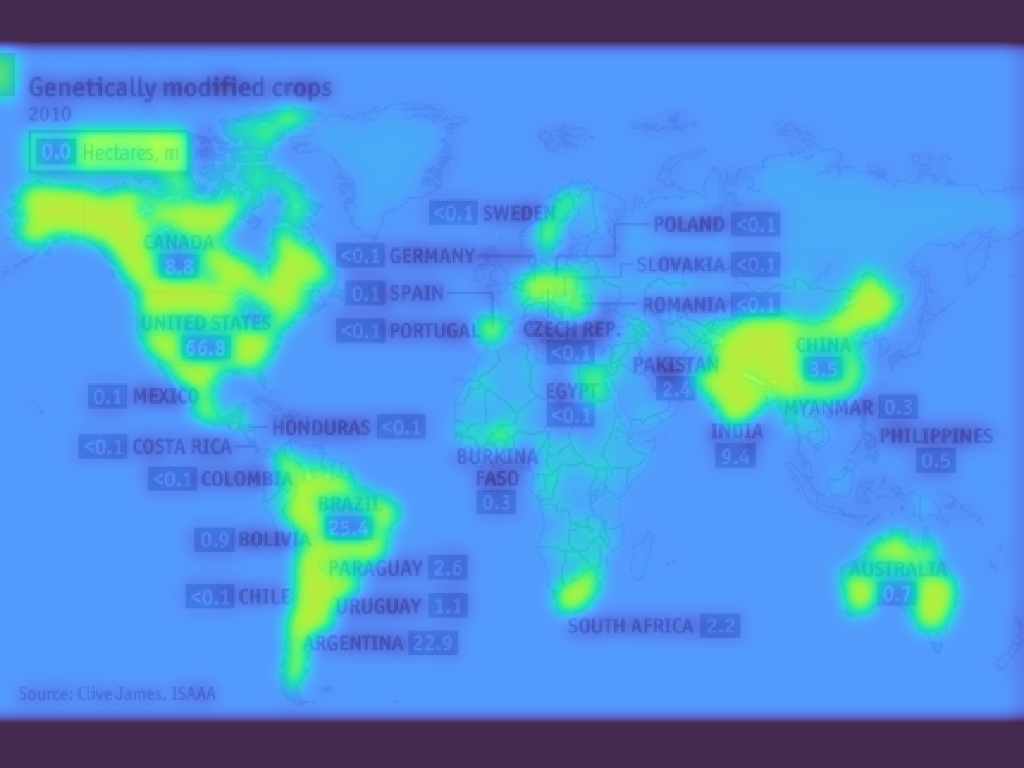 Genetically modified crops
2010
0.0 Hectares, m
<0.1 SWEDEN
POLAND <0.1
CANADA
8.8
<0.1 GERMANY
SLOVAKIA <0.1
0.1 SPAIN
ROMANIA <0.1
UNITED STATES
66.8
<0.1 PORTUGAL
CZECH REP.
<0.1
CHINA
3.5
PAKISTAN
2.4
0.1 MEXICO
EGYPT
<0.1
MYANMAR 0.3
HONDURAS <0.1
INDIA
9.4
PHILIPPINES
0.5
<0.1 COSTA RICA
BURKINA
FASO
0.3
<0.1 COLOMBIA
BRAZIL
25.4
0.9 BOLIVIA
PARAGUAY 2.6
AUSTRALIA
0.7
<0.1 CHILE
URUGUAY 1.1
SOUTH AFRICA 2.2
ARGENTINA 22.9
Source: Clive James, ISAAA